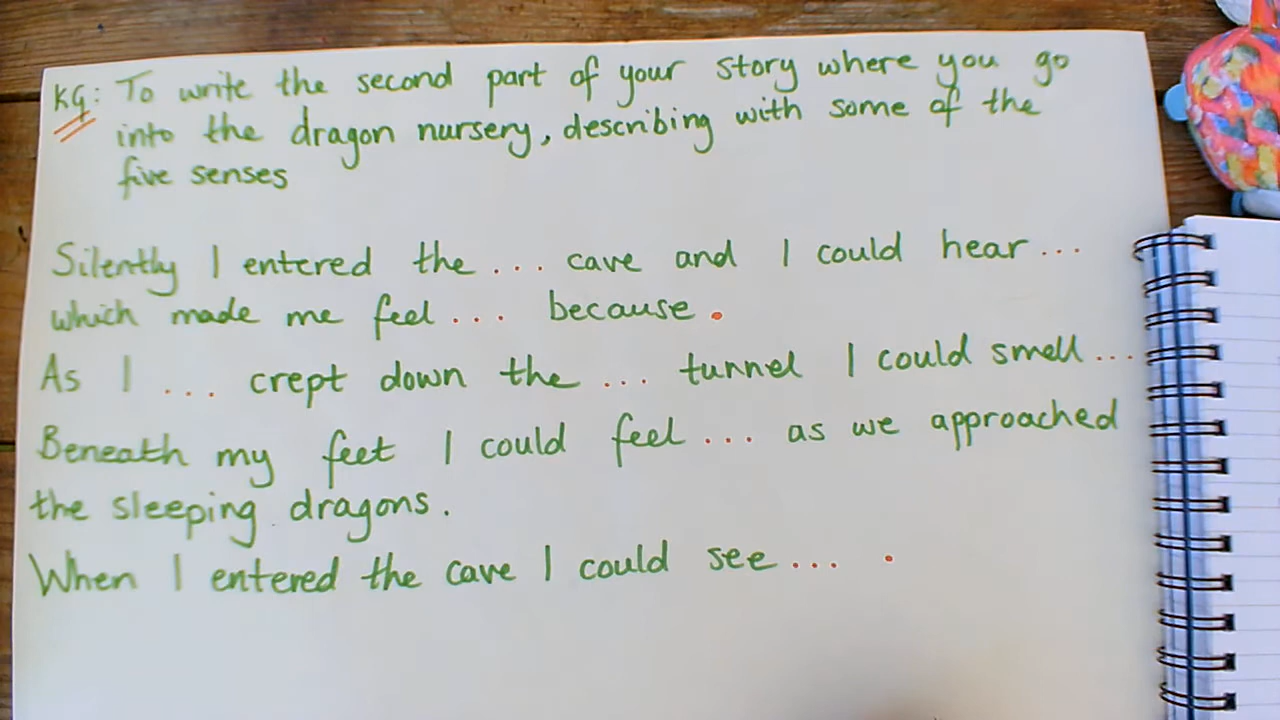 KG: To write the second part of your story where you go
into the dragon nursery, describing with some of the
five senses
Silently I entered the ... cave and I could hear ...
which made me feel ... because .
As I ... crept down the ... tunnel I could smell ...
Beneath my feet I could feel ... as we approached
the sleeping dragons.
When I entered the cave I could see ... .